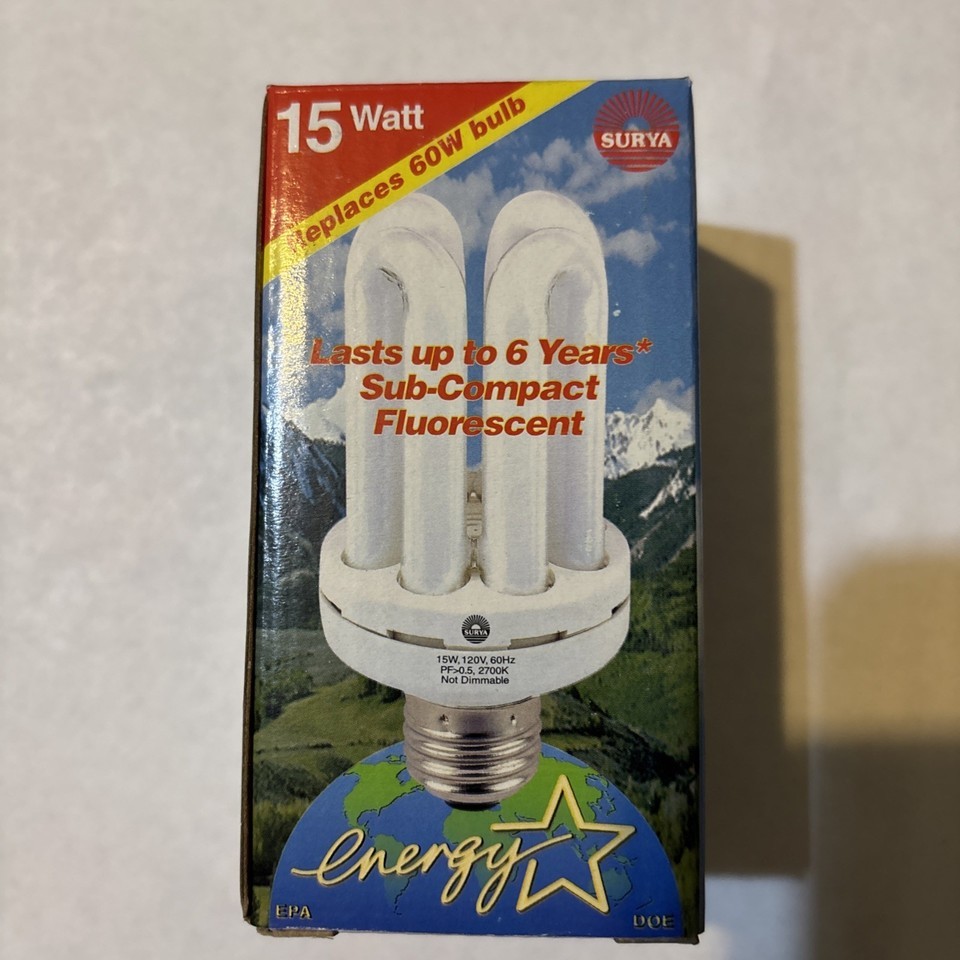 15 Watt
Replaces 60W bulb
SURYA
Lasts up to 6 Years*
Sub-Compact
Fluorescent
SURYA
15W, 120V, 60Hz
PF>0.5, 2700K
Not Dimmable
energy
EPA
DOE